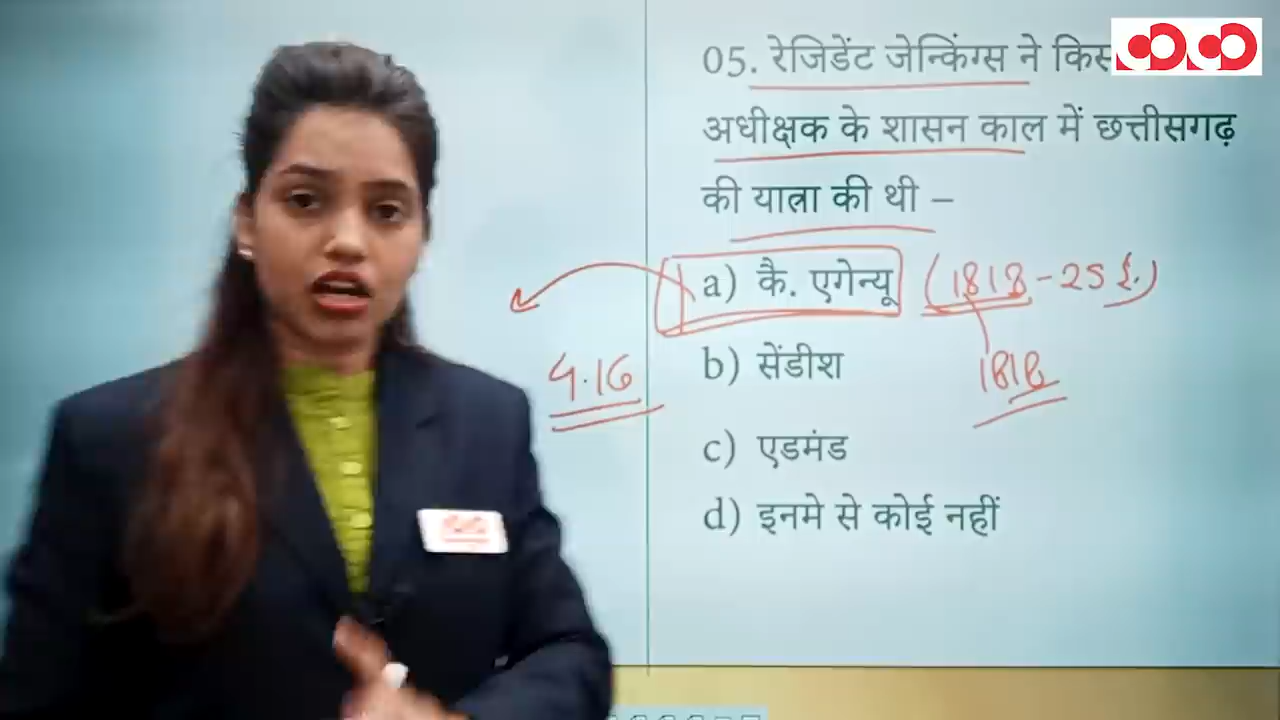 05. रेजिडेंट जेन्किंग्स ने किस
अधीक्षक के शासन काल में छत्तीसगढ़
की यात्रा की थी –
a) कै. एगेन्यू (1818-25 ई.)
4.16
b) सेंडीश
1818
c) एडमंड
d) इनमे से कोई नहीं